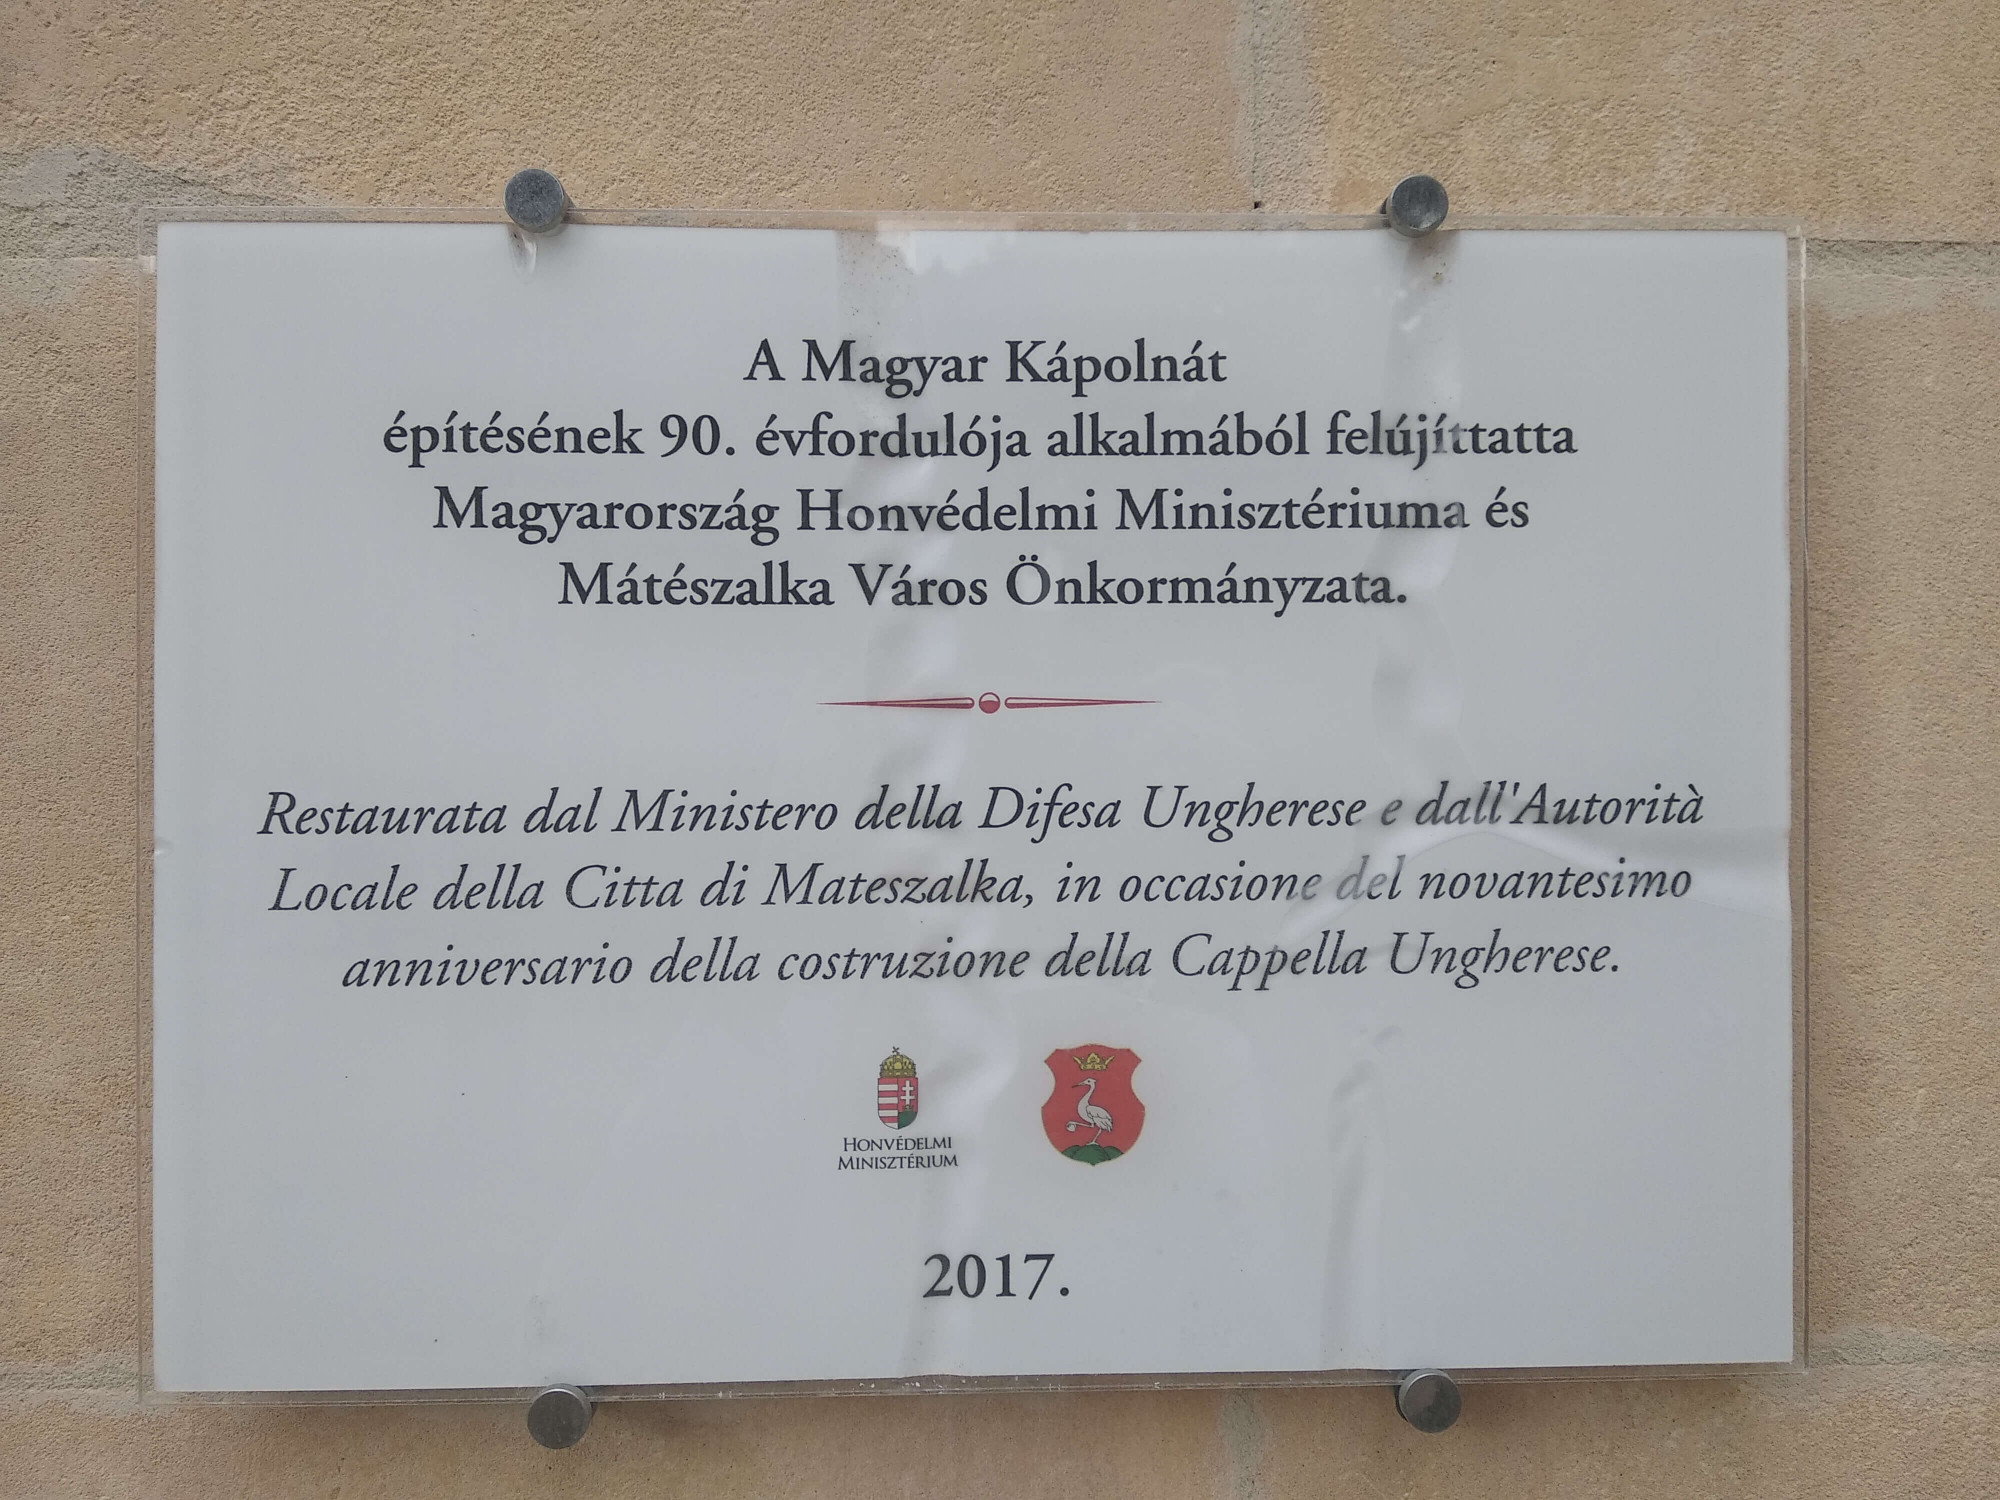 A Magyar Kápolnát
építésének 90. évfordulója alkalmából felújíttatta
Magyarország Honvédelmi Minisztériuma és
Mátészalka Város Önkormányzata.
Restaurata dal Ministero della Difesa Ungherese e dall'Autorità
Locale della Citta di Mateszalka, in occasione del novantesimo
anniversario della costruzione della Cappella Ungherese.
HONVÉDELMI
MINISZTÉRIUM
2017.